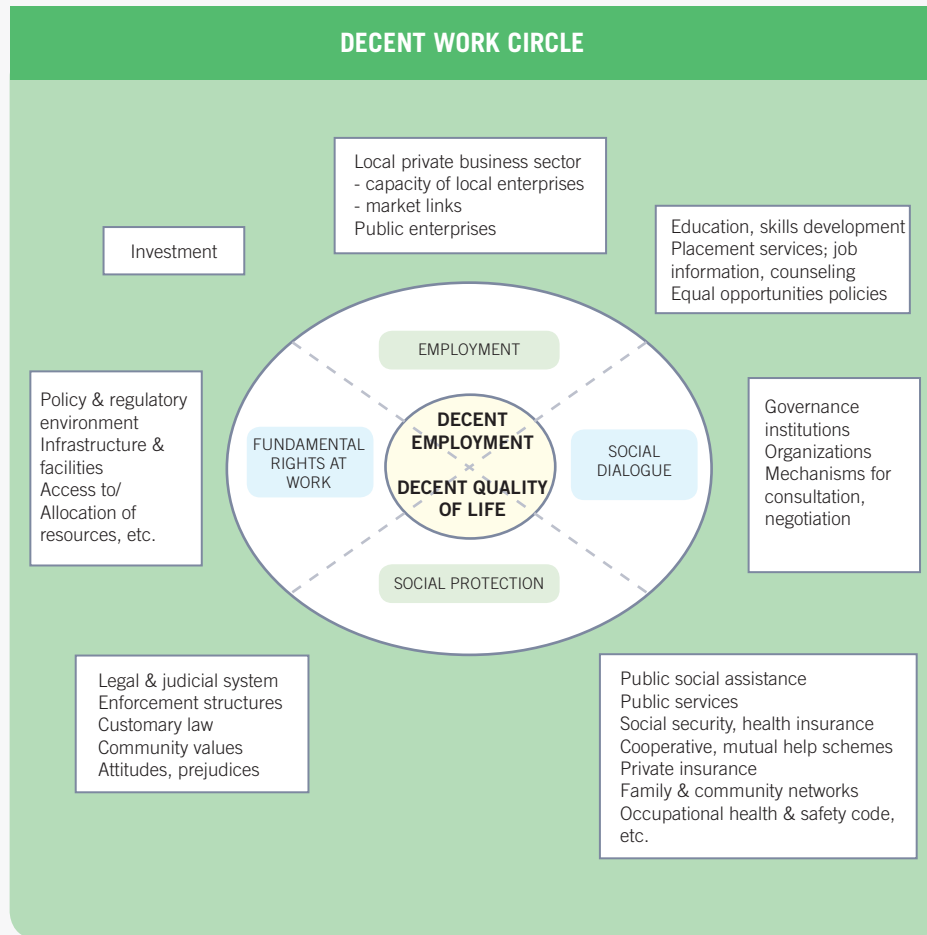 DECENT WORK CIRCLE
Local private business sector
- capacity of local enterprises
- market links
Public enterprises
Investment
Education, skills development
Placement services; job
information, counseling
Equal opportunities policies
EMPLOYMENT
Policy & regulatory
environment
Infrastructure &
facilities
Access to/
Allocation of
resources, etc.
FUNDAMENTAL
RIGHTS AT
WORK
DECENT
EMPLOYMENT
DECENT QUALITY
OF LIFE
SOCIAL
DIALOGUE
Governance
institutions
Organizations
Mechanisms for
consultation,
negotiation
SOCIAL PROTECTION
Legal & judicial system
Enforcement structures
Customary law
Community values
Attitudes, prejudices
Public social assistance
Public services
Social security, health insurance
Cooperative, mutual help schemes
Private insurance
Family & community networks
Occupational health & safety code,
etc.